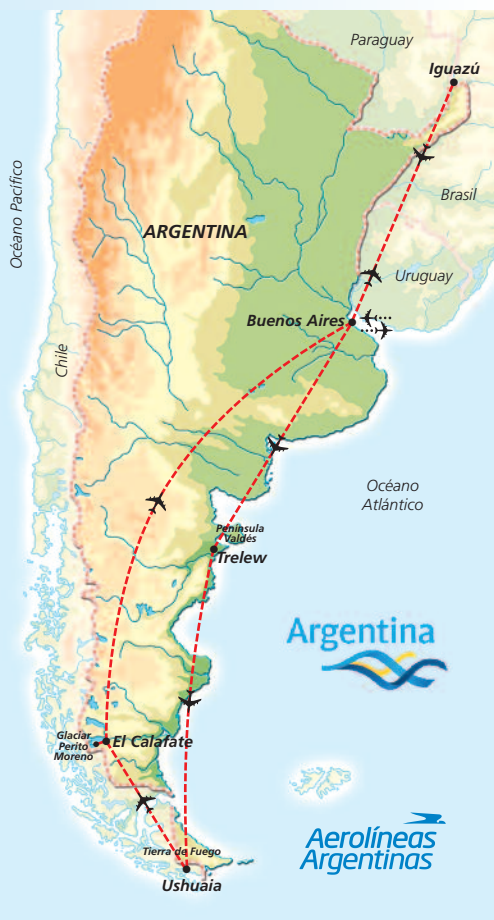 Paraguay
Iguazú
Océano Pacífico
Brasil
ARGENTINA
Uruguay
Buenos Aires
Chile
Océano
Atlántico
Península
Valdés
Trelew
Argentina
Glaciar
Perito
Moreno
El Calafate
Tierra de Fuego
Ushuaia
Aerolíneas
Argentinas